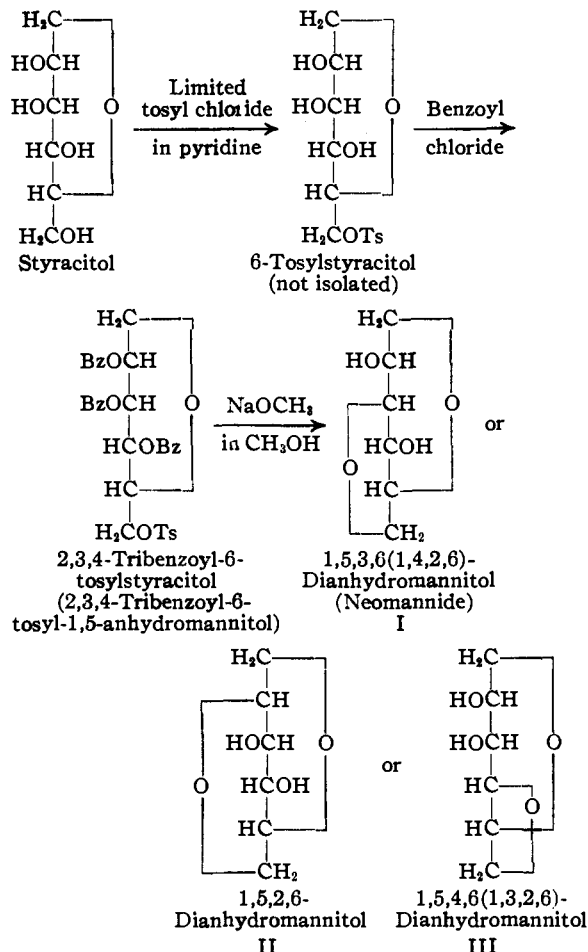 H₂C H₂C
HOCH HOCH
Limited
tosyl chloride
in pyridine
Benzoyl
chloride
HOCH O HOCH O
HCOH HCOH
HC HC
H₂COH H₂COTs
Styracitol 6-Tosylstyracitol
(not isolated)
H₂C H₂C
BzOCH HOCH
BzOCH O NaOCH₃ CH O or
in CH₃OH
HCOBz HCOH
O
HC HC
H₂COTs CH₂
2,3,4-Tribenzoyl-6-
tosylstyracitol
(2,3,4-Tribenzoyl-6-
tosyl-1,5-anhydromannitol)
1,5,3,6(1,4,2,6)-
Dianhydromannitol
(Neomannide)
I
H₂C H₂C
CH HOCH
HOCH O or HOCH O
O HCOH HC
O
HC HC
CH₂ H₂C
1,5,2,6-
Dianhydromannitol
II
1,5,4,6(1,3,2,6)-
Dianhydromannitol
III